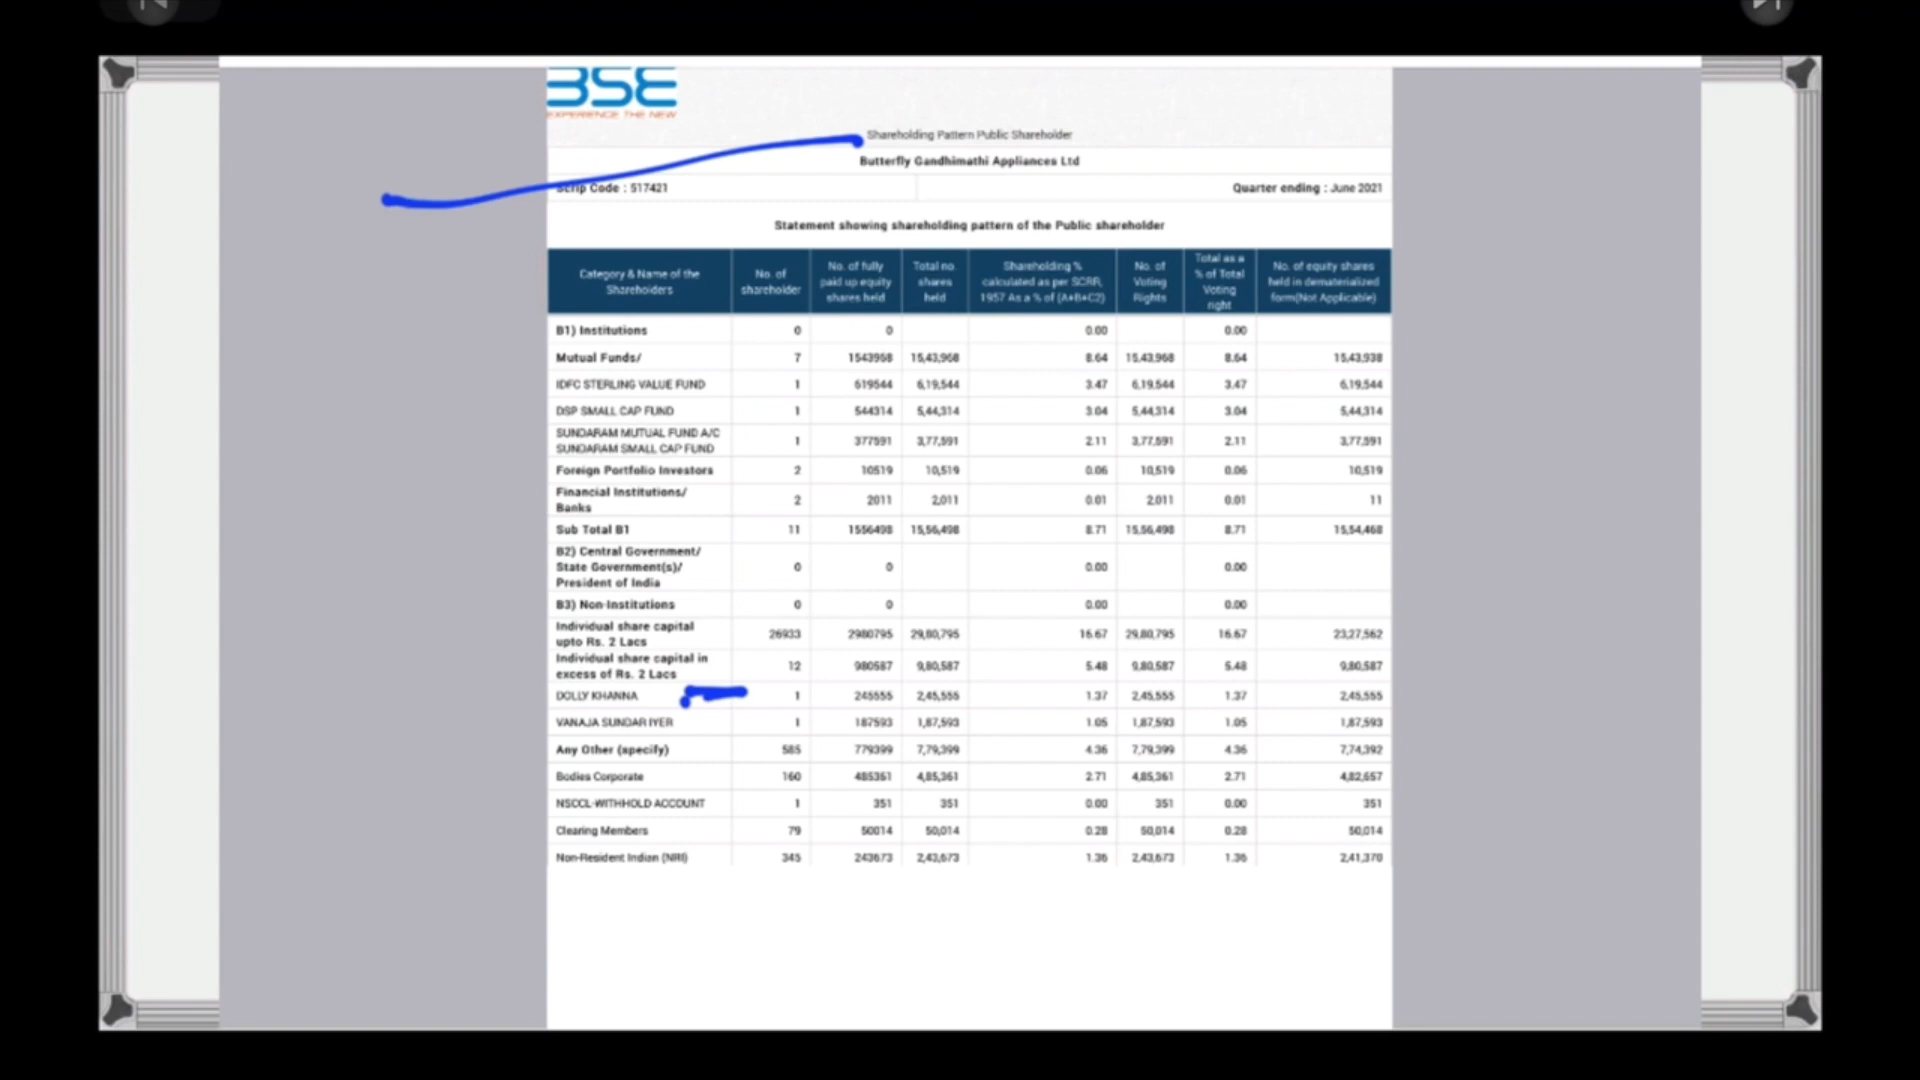 BSE
EXPERIENCE THE NEW
Shareholding Pattern Public Shareholder
Butterfly Gandhimathi Appliances Ltd
Scrip Code : 517421 Quarter ending : June 2021
Statement showing shareholding pattern of the Public shareholder
Category & Name of the Shareholders | No. of shareholder | No. of fully paid up equity shares held | Total no. shares held | Shareholding % calculated as per SCRR, 1957 As a % of (A+B+C2) | No. of Voting Rights | Total as a % of Total Voting right | No. of equity shares held in dematerialized form(Not Applicable)
B1) Institutions 0 0 0.00 0.00
Mutual Funds/ 7 1543968 15,43,968 8.64 15,43,968 8.64 15,43,938
IDFC STERLING VALUE FUND 1 619544 6,19,544 3.47 6,19,544 3.47 6,19,544
DSP SMALL CAP FUND 1 544314 5,44,314 3.04 5,44,314 3.04 5,44,314
SUNDARAM MUTUAL FUND A/C SUNDARAM SMALL CAP FUND 1 377591 3,77,591 2.11 3,77,591 2.11 3,77,591
Foreign Portfolio Investors 2 10519 10,519 0.06 10,519 0.06 10,519
Financial Institutions/ Banks 2 2011 2,011 0.01 2,011 0.01 11
Sub Total B1 11 1556498 15,56,498 8.71 15,56,498 8.71 15,54,468
B2) Central Government/ State Government(s)/ President of India 0 0 0.00 0.00
B3) Non-Institutions 0 0 0.00 0.00
Individual share capital upto Rs. 2 Lacs 26933 2980795 29,80,795 16.67 29,80,795 16.67 23,27,562
Individual share capital in excess of Rs. 2 Lacs 12 980587 9,80,587 5.48 9,80,587 5.48 9,80,587
DOLLY KHANNA 1 245555 2,45,555 1.37 2,45,555 1.37 2,45,555
VANAJA SUNDAR IYER 1 187593 1,87,593 1.05 1,87,593 1.05 1,87,593
Any Other (specify) 585 779399 7,79,399 4.36 7,79,399 4.36 7,74,392
Bodies Corporate 160 485361 4,85,361 2.71 4,85,361 2.71 4,82,657
NSCCL-WITHHOLD ACCOUNT 1 351 351 0.00 351 0.00 351
Clearing Members 79 50014 50,014 0.28 50,014 0.28 50,014
Non-Resident Indian (NRI) 345 243673 2,43,673 1.36 2,43,673 1.36 2,41,370